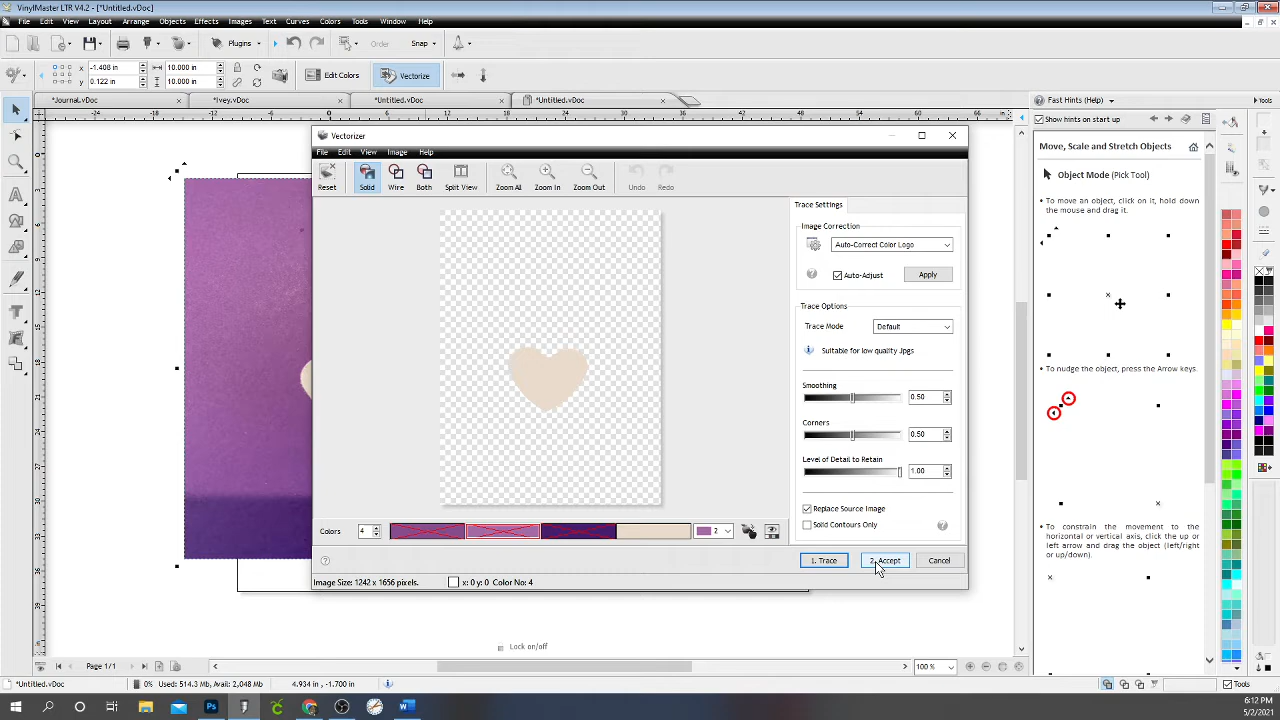 VinylMaster LTR V4.2 - [*Untitled.vDoc]
File Edit View Layout Arrange Objects Effects Images Text Curves Colors Tools Window Help
Plugins Order Snap
x -1.408 in 10.000 in
y 0.122 in 10.000 in
Edit Colors Vectorize
*Journal.vDoc *Ivey.vDoc *Untitled.vDoc *Untitled.vDoc
Fast Hints (Help) Tools
Show hints on start up
Move, Scale and Stretch Objects
Object Mode (Pick Tool)
• To move an object, click on it, hold down
the mouse and drag it.
• To nudge the object, press the Arrow keys.
• To constrain the movement to the
horizontal or vertical axis, click the up or
left arrow and drag the object (left/right
or up/down).
Vectorizer
File Edit View Image Help
Reset Solid Wire Both Split View Zoom All Zoom In Zoom Out Undo Redo
Trace Settings
Image Correction
Auto-Correct Color Logo
Auto-Adjust Apply
Trace Options
Trace Mode Default
Suitable for low quality Jpgs
Smoothing
0.50
Corners
0.50
Level of Detail to Retain
1.00
Replace Source Image
Solid Contours Only
Colors 4 2
1. Trace 2. Accept Cancel
Image Size: 1242 x 1656 pixels. x: 0 y: 0 Color No: 4
Lock on/off
Page 1/1 100 %
*Untitled.vDoc 0% Used: 514.3 Mb, Avail: 2,048 Mb 4.934 in, -1.700 in Tools
6:12 PM
5/2/2021